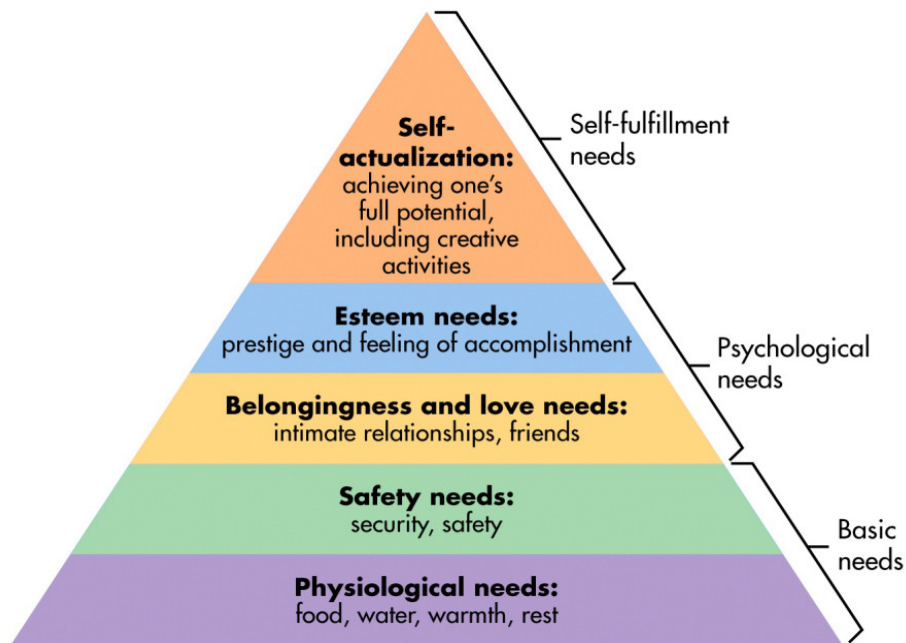 Self-
actualization:
achieving one's
full potential,
including creative
activities
Self-fulfillment
needs
Esteem needs:
prestige and feeling of accomplishment
Psychological
needs
Belongingness and love needs:
intimate relationships, friends
Safety needs:
security, safety
Basic
needs
Physiological needs:
food, water, warmth, rest